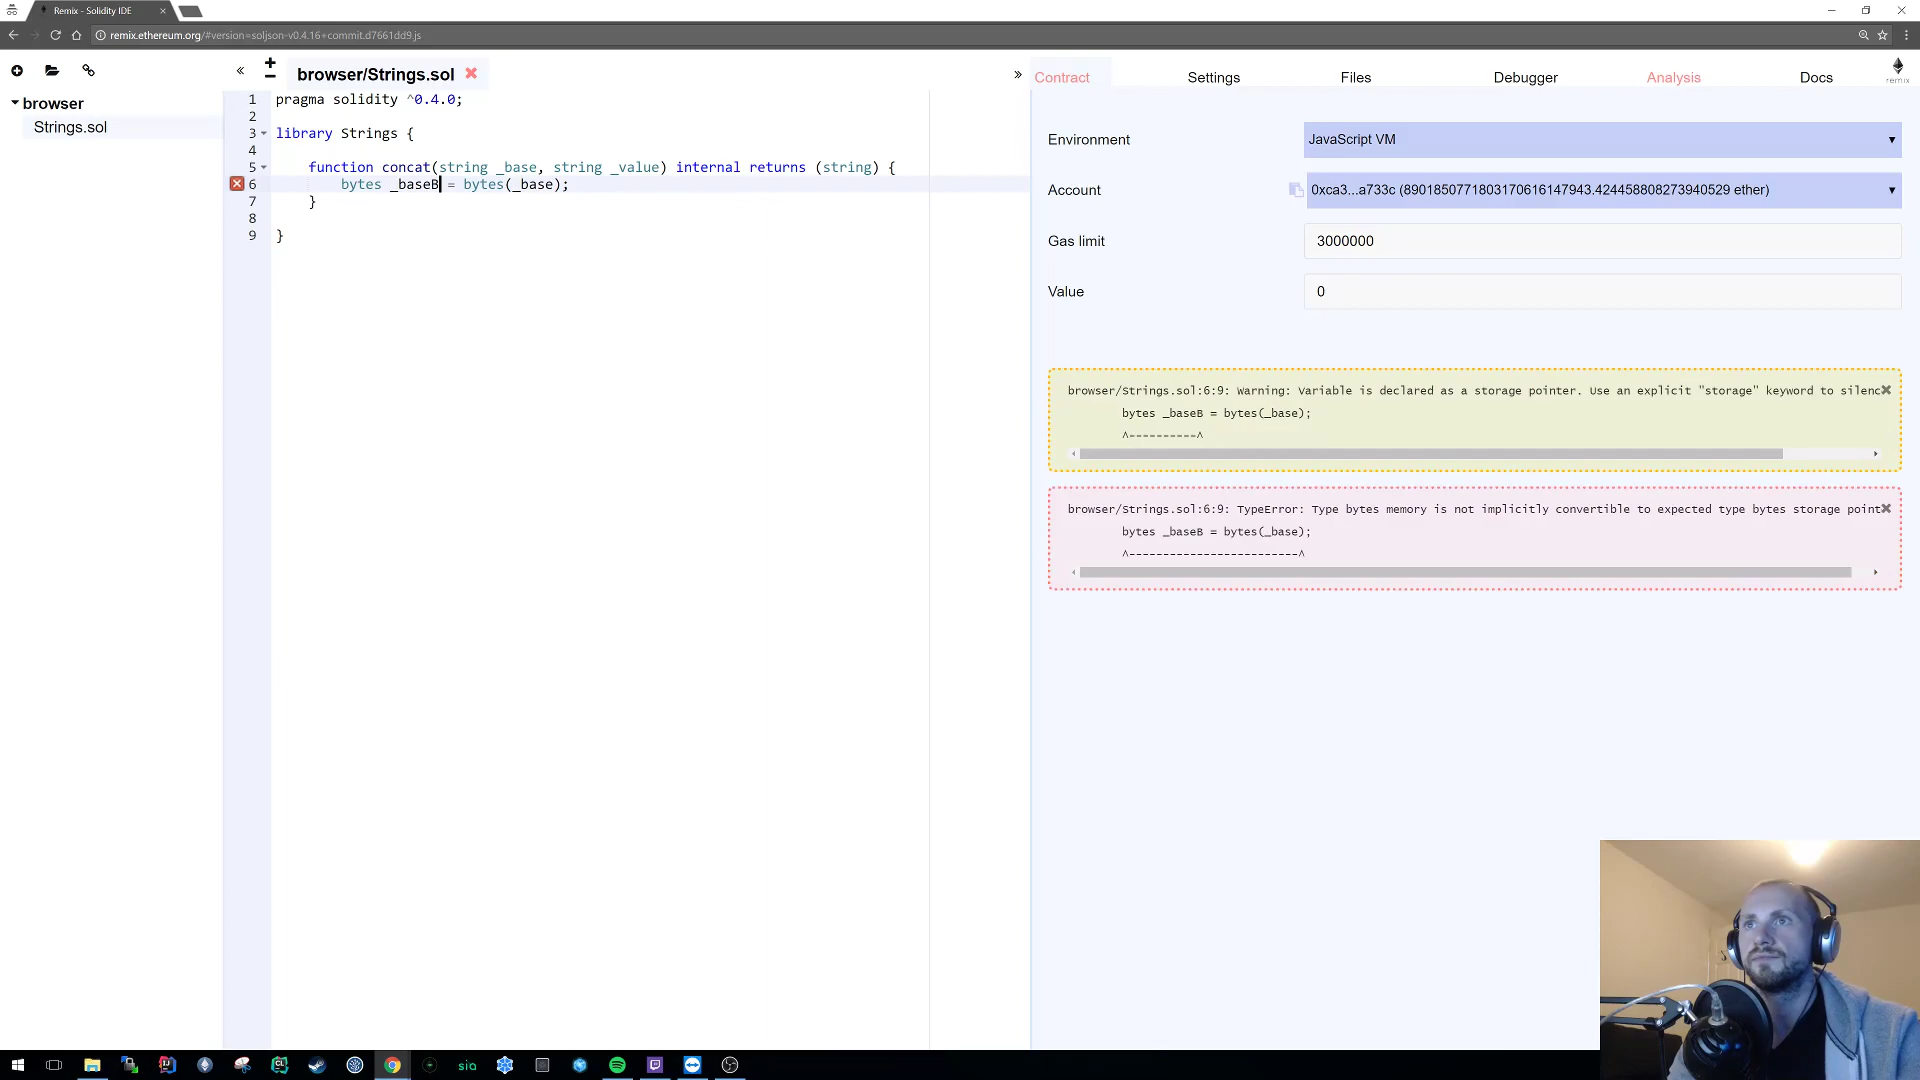 Remix - Solidity IDE
remix.ethereum.org/#version=soljson-v0.4.16+commit.d7661dd9.js
browser/Strings.sol
Contract
Settings
Files
Debugger
Analysis
Docs
remix
browser
Strings.sol
1 pragma solidity ^0.4.0;
2
3 library Strings {
4
5 function concat(string _base, string _value) internal returns (string) {
6 bytes _baseB = bytes(_base);
7 }
8
9 }
Environment
JavaScript VM
Account
0xca3...a733c (8901850771803170616147943.424458808273940529 ether)
Gas limit
3000000
Value
0
browser/Strings.sol:6:9: Warning: Variable is declared as a storage pointer. Use an explicit "storage" keyword to silenc
bytes _baseB = bytes(_base);
^----------^
browser/Strings.sol:6:9: TypeError: Type bytes memory is not implicitly convertible to expected type bytes storage point
bytes _baseB = bytes(_base);
^-------------------------^
sia